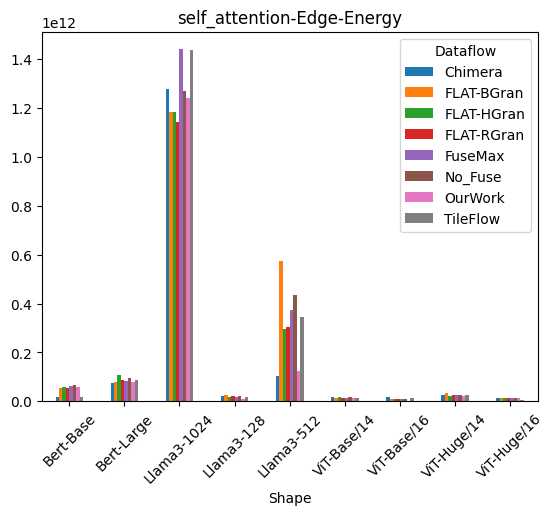 self_attention-Edge-Energy
1e12
1.4
1.2
1.0
0.8
0.6
0.4
0.2
0.0
Dataflow
Chimera
FLAT-BGran
FLAT-HGran
FLAT-RGran
FuseMax
No_Fuse
OurWork
TileFlow
Bert-Base
Bert-Large
Llama3-1024
Llama3-128
Llama3-512
ViT-Base/14
ViT-Base/16
ViT-Huge/14
ViT-Huge/16
Shape